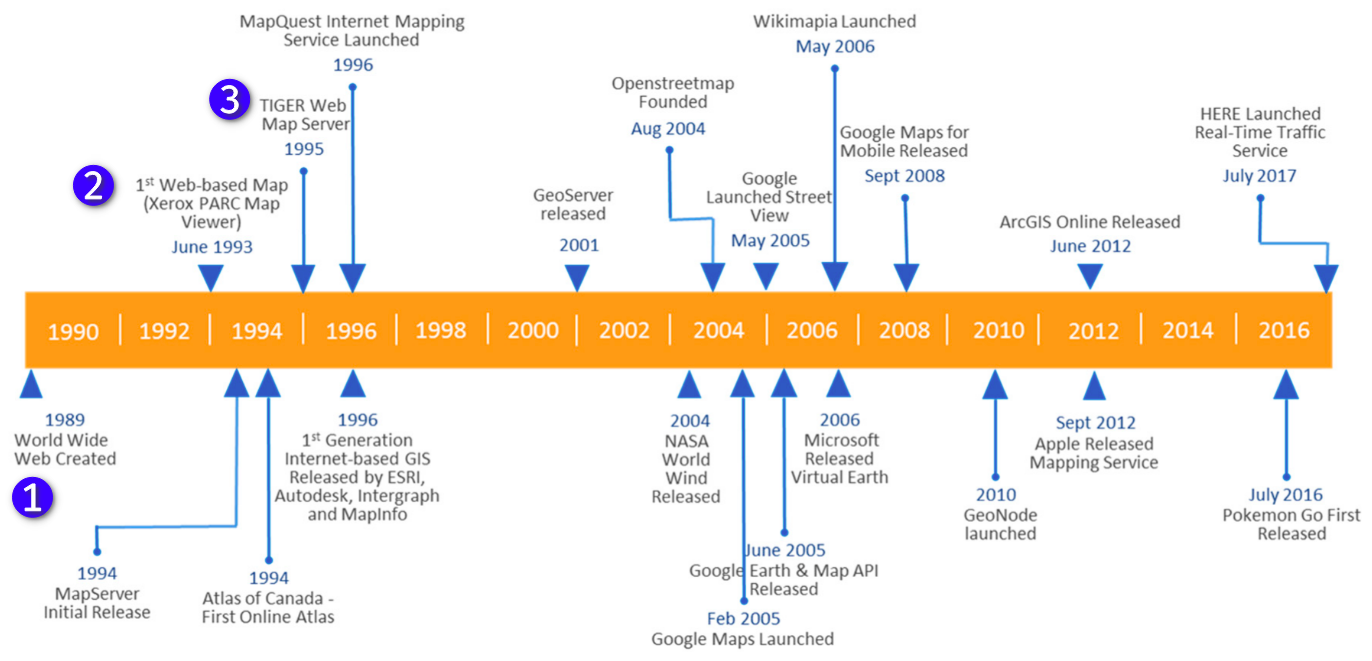 MapQuest Internet Mapping
Service Launched
1996
3
TIGER Web
Map Server
1995
2
1st Web-based Map
(Xerox PARC Map
Viewer)
June 1993
GeoServer
released
2001
Openstreetmap
Founded
Aug 2004
Google
Launched Street
View
May 2005
Wikimapia Launched
May 2006
Google Maps for
Mobile Released
Sept 2008
ArcGIS Online Released
June 2012
HERE Launched
Real-Time Traffic
Service
July 2017
1990 | 1992 | 1994 | 1996 | 1998 | 2000 | 2002 | 2004 | 2006 | 2008 | 2010 | 2012 | 2014 | 2016
1989
World Wide
Web Created
1
1994
MapServer
Initial Release
1994
Atlas of Canada -
First Online Atlas
1996
1st Generation
Internet-based GIS
Released by ESRI,
Autodesk, Intergraph
and MapInfo
2004
NASA
World
Wind
Released
Feb 2005
Google Maps Launched
June 2005
Google Earth & Map API
Released
2006
Microsoft
Released
Virtual Earth
2010
GeoNode
launched
Sept 2012
Apple Released
Mapping Service
July 2016
Pokemon Go First
Released